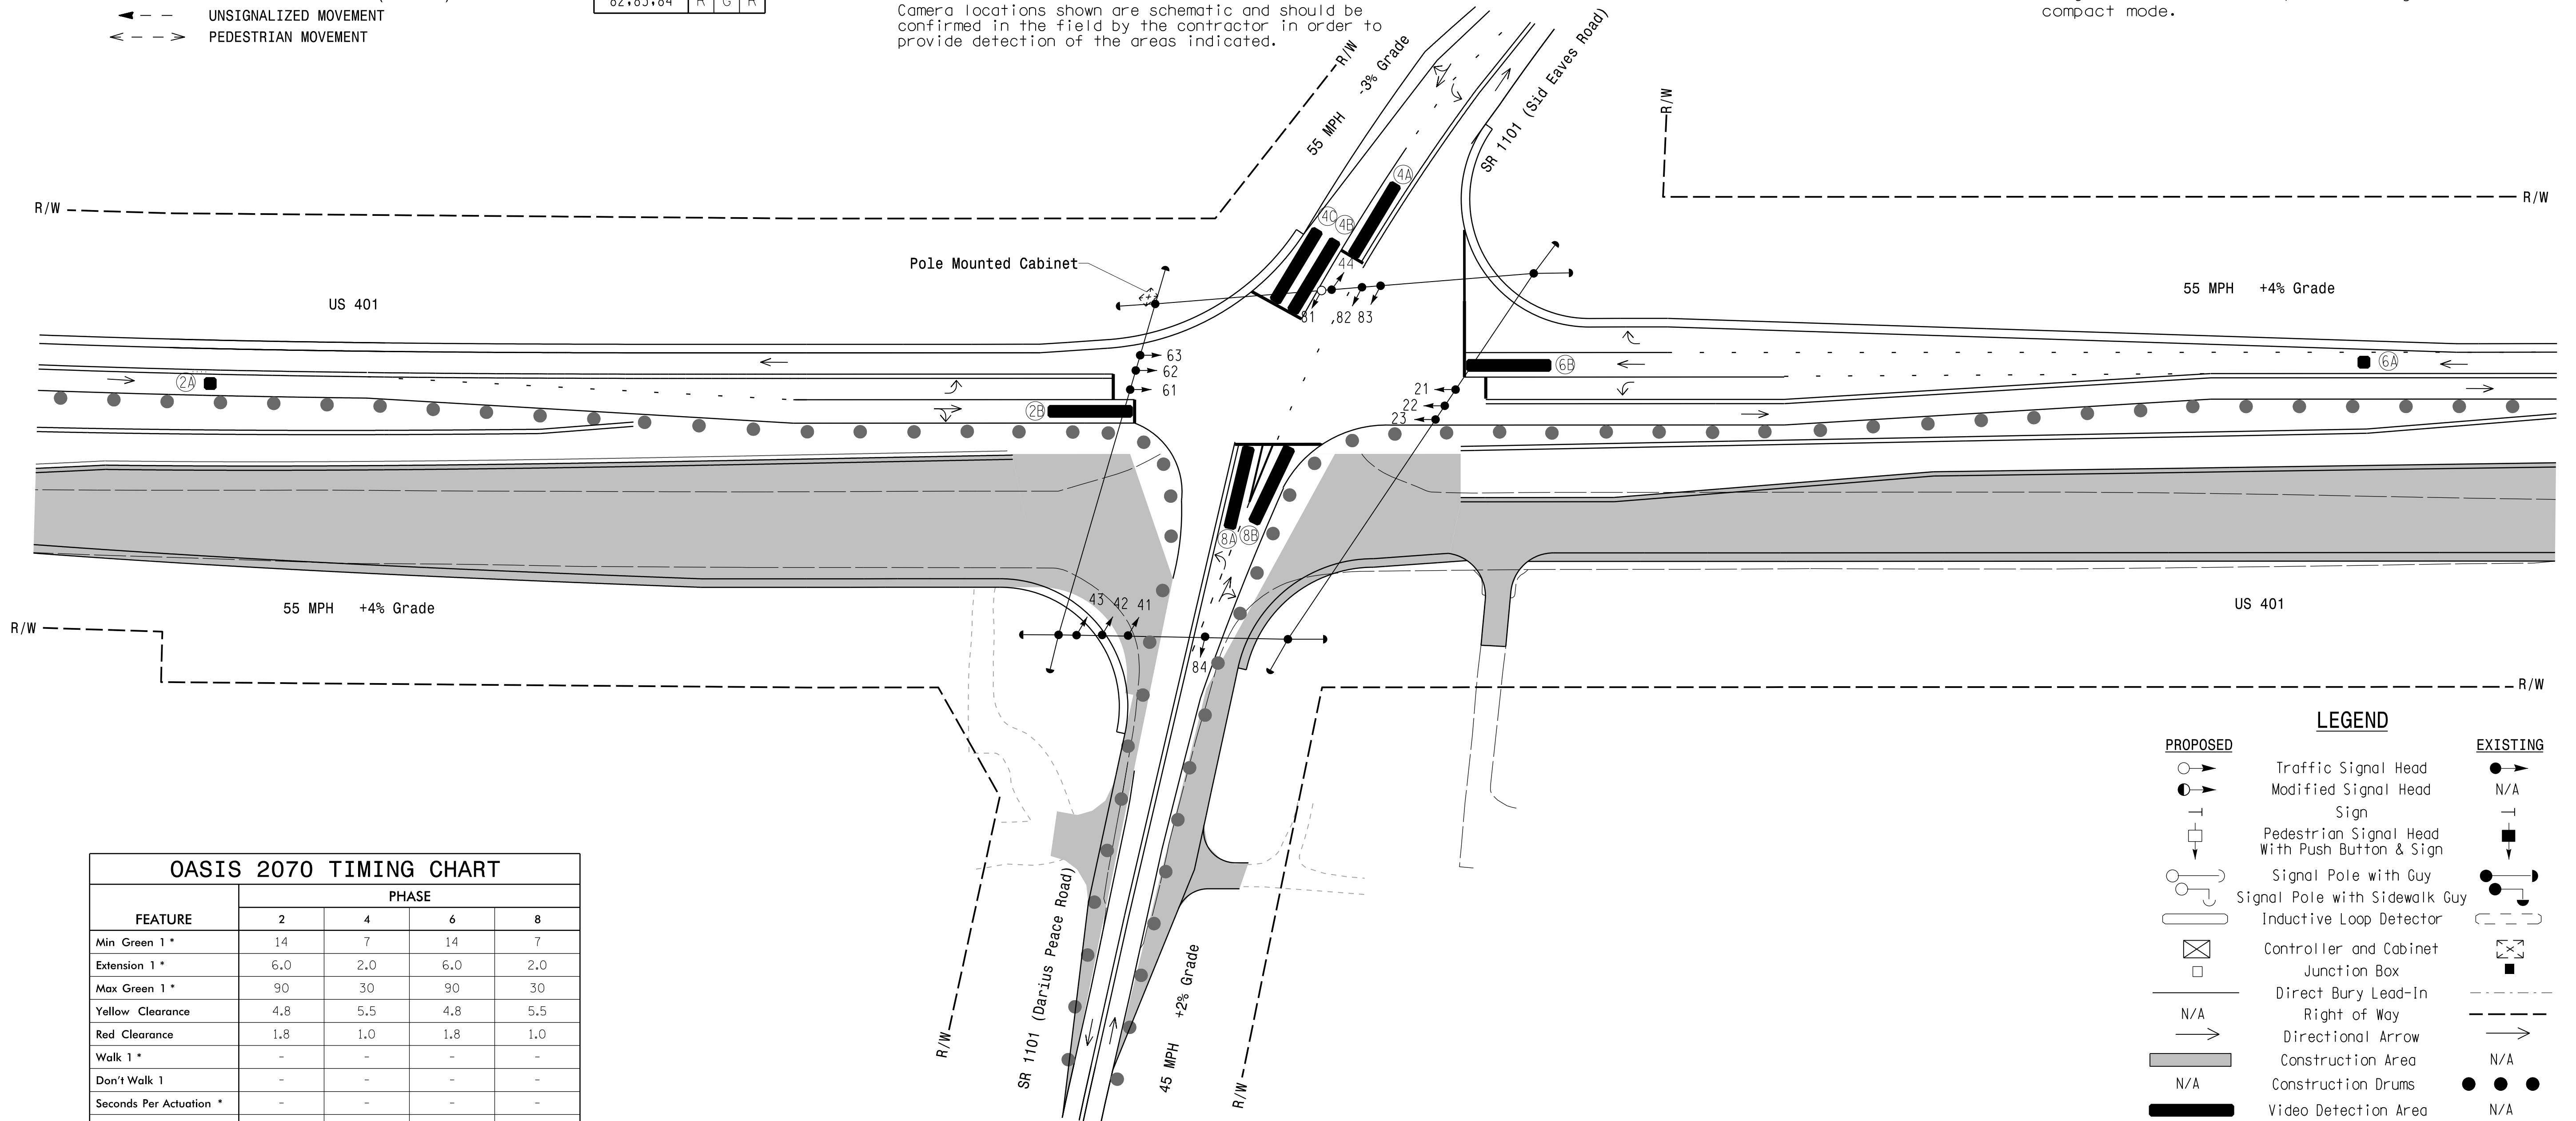 UNSIGNALIZED MOVEMENT
PEDESTRIAN MOVEMENT
82,83,84 R G R
Camera locations shown are schematic and should be
confirmed in the field by the contractor in order to
provide detection of the areas indicated.
compact mode.
R/W
55 MPH -3% Grade
SR 1101 (Sid Eaves Road)
R/W
R/W
R/W
4A
4C
4B
44
Pole Mounted Cabinet
US 401
55 MPH +4% Grade
81 ,82 83
63
62
61
2A
2B
6B
6A
21
22
23
8A
8B
55 MPH +4% Grade
US 401
R/W
43 42 41
84
R/W
SR 1101 (Darius Peace Road)
45 MPH +2% Grade
R/W
R/W
OASIS 2070 TIMING CHART
FEATURE
PHASE
2 4 6 8
Min Green 1 * 14 7 14 7
Extension 1 * 6.0 2.0 6.0 2.0
Max Green 1 * 90 30 90 30
Yellow Clearance 4.8 5.5 4.8 5.5
Red Clearance 1.8 1.0 1.8 1.0
Walk 1 * - - - -
Don't Walk 1 - - - -
Seconds Per Actuation * - - - -
LEGEND
PROPOSED EXISTING
Traffic Signal Head
Modified Signal Head N/A
Sign
Pedestrian Signal Head
With Push Button & Sign
Signal Pole with Guy
Signal Pole with Sidewalk Guy
Inductive Loop Detector
Controller and Cabinet
Junction Box
Direct Bury Lead-In
N/A Right of Way
Directional Arrow
Construction Area N/A
N/A Construction Drums
Video Detection Area N/A